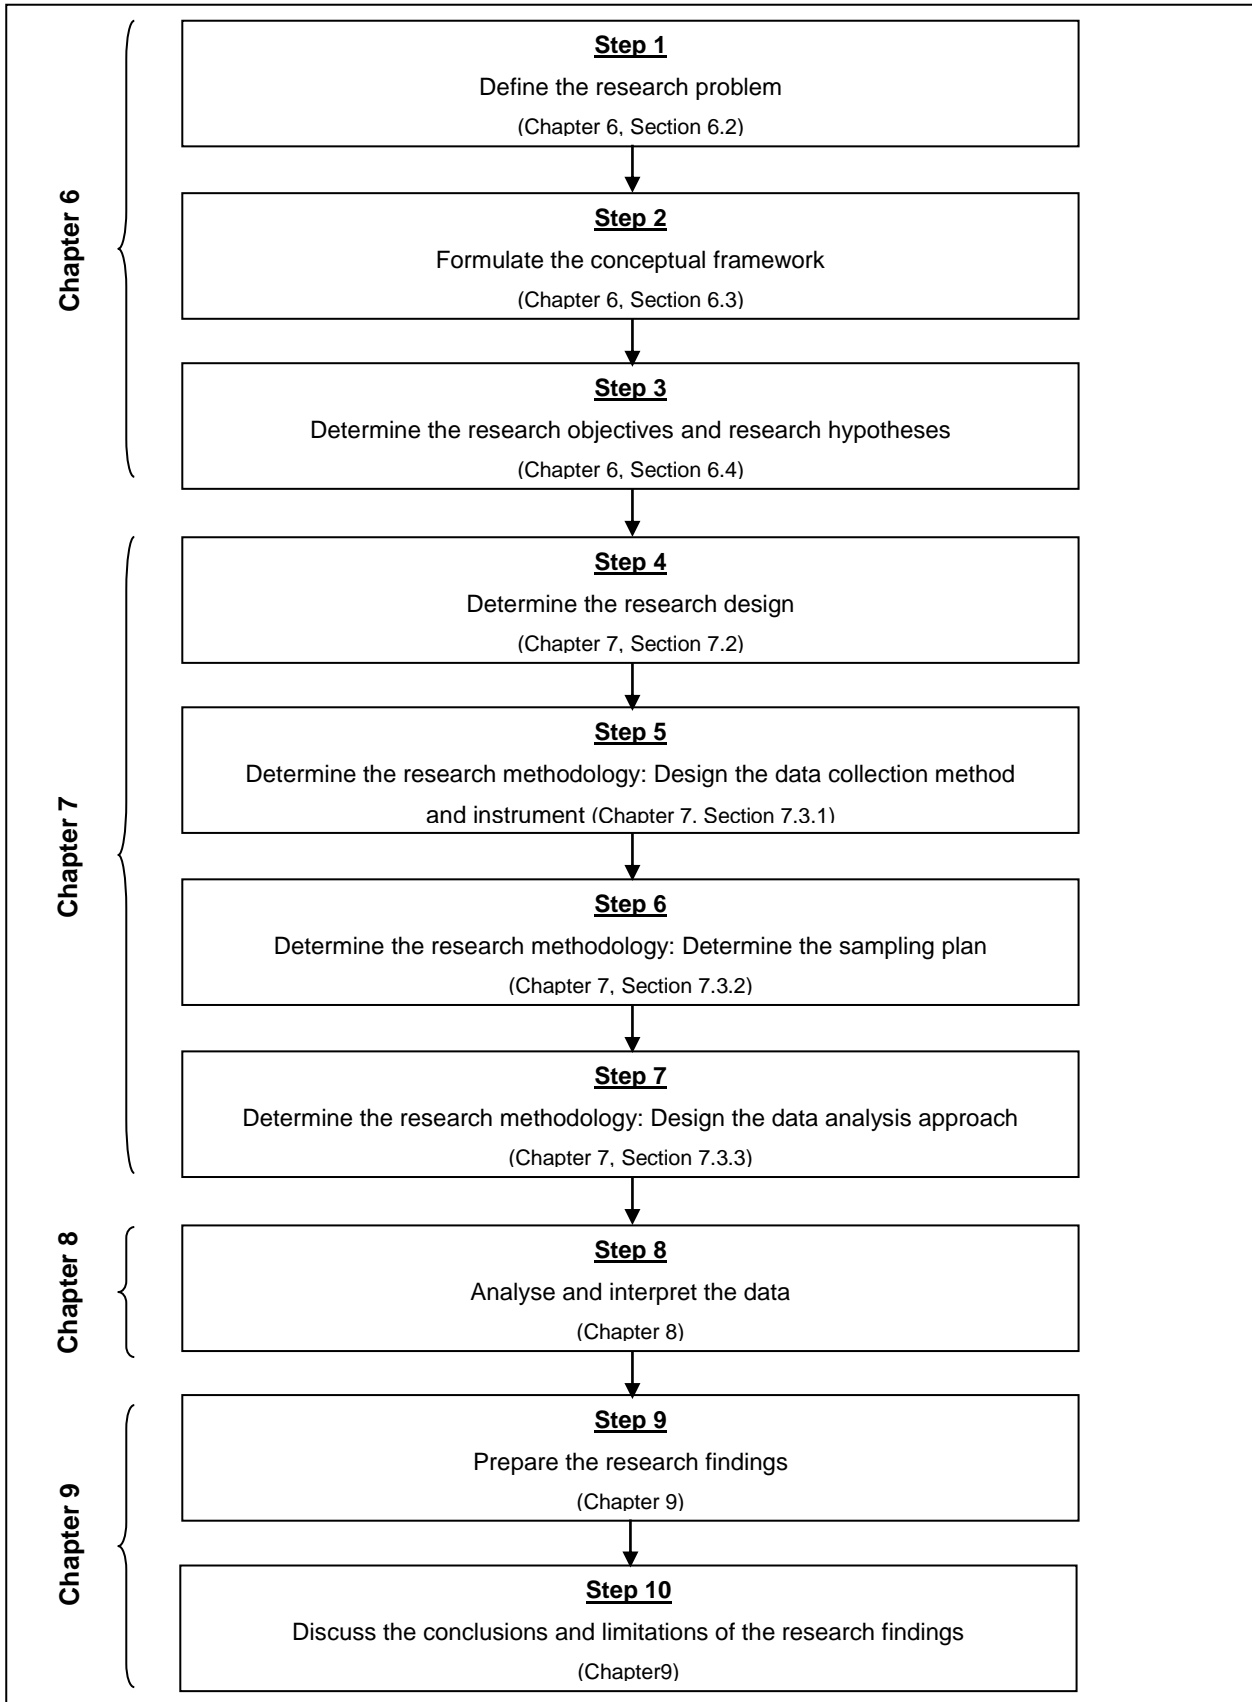 Chapter 6
Step 1
Define the research problem
(Chapter 6, Section 6.2)
Step 2
Formulate the conceptual framework
(Chapter 6, Section 6.3)
Step 3
Determine the research objectives and research hypotheses
(Chapter 6, Section 6.4)
Chapter 7
Step 4
Determine the research design
(Chapter 7, Section 7.2)
Step 5
Determine the research methodology: Design the data collection method
and instrument (Chapter 7, Section 7.3.1)
Step 6
Determine the research methodology: Determine the sampling plan
(Chapter 7, Section 7.3.2)
Step 7
Determine the research methodology: Design the data analysis approach
(Chapter 7, Section 7.3.3)
Chapter 8
Step 8
Analyse and interpret the data
(Chapter 8)
Chapter 9
Step 9
Prepare the research findings
(Chapter 9)
Step 10
Discuss the conclusions and limitations of the research findings
(Chapter9)